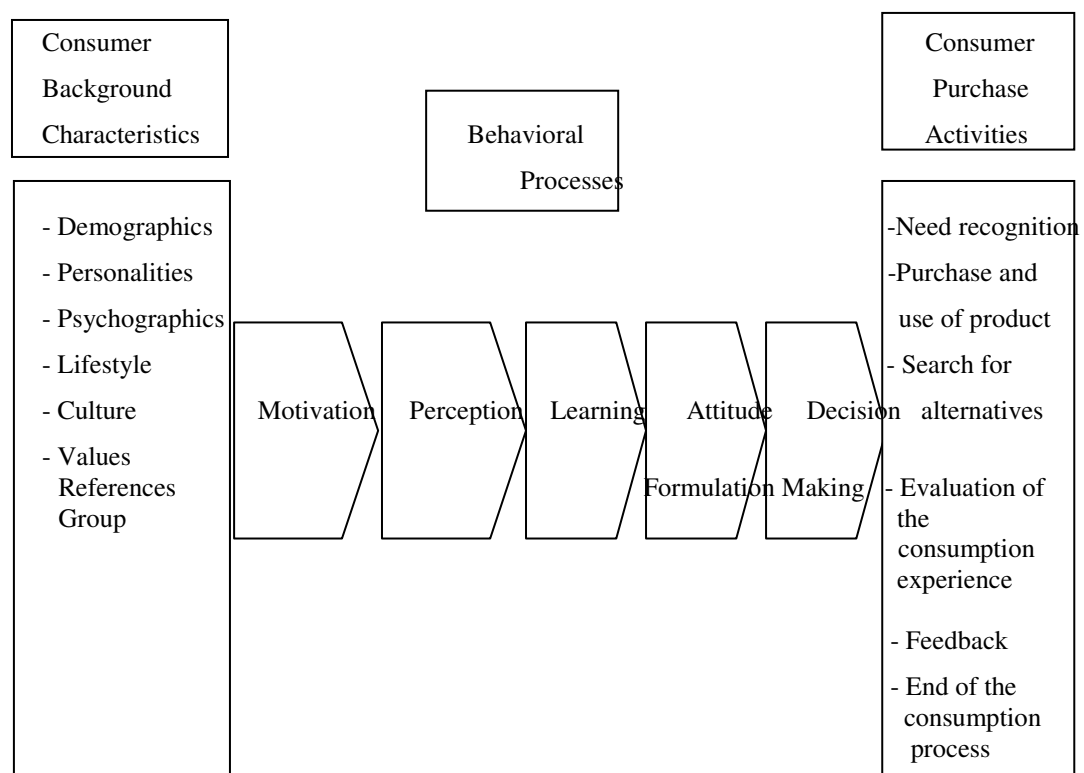 Consumer
Background
Characteristics
- Demographics
- Personalities
- Psychographics
- Lifestyle
- Culture
- Values
References
Group
Behavioral
Processes
Motivation
Perception
Learning
Attitude
Formulation
Decision
Making
Consumer
Purchase
Activities
-Need recognition
-Purchase and
use of product
- Search for
alternatives
- Evaluation of
the
consumption
experience
- Feedback
- End of the
consumption
process